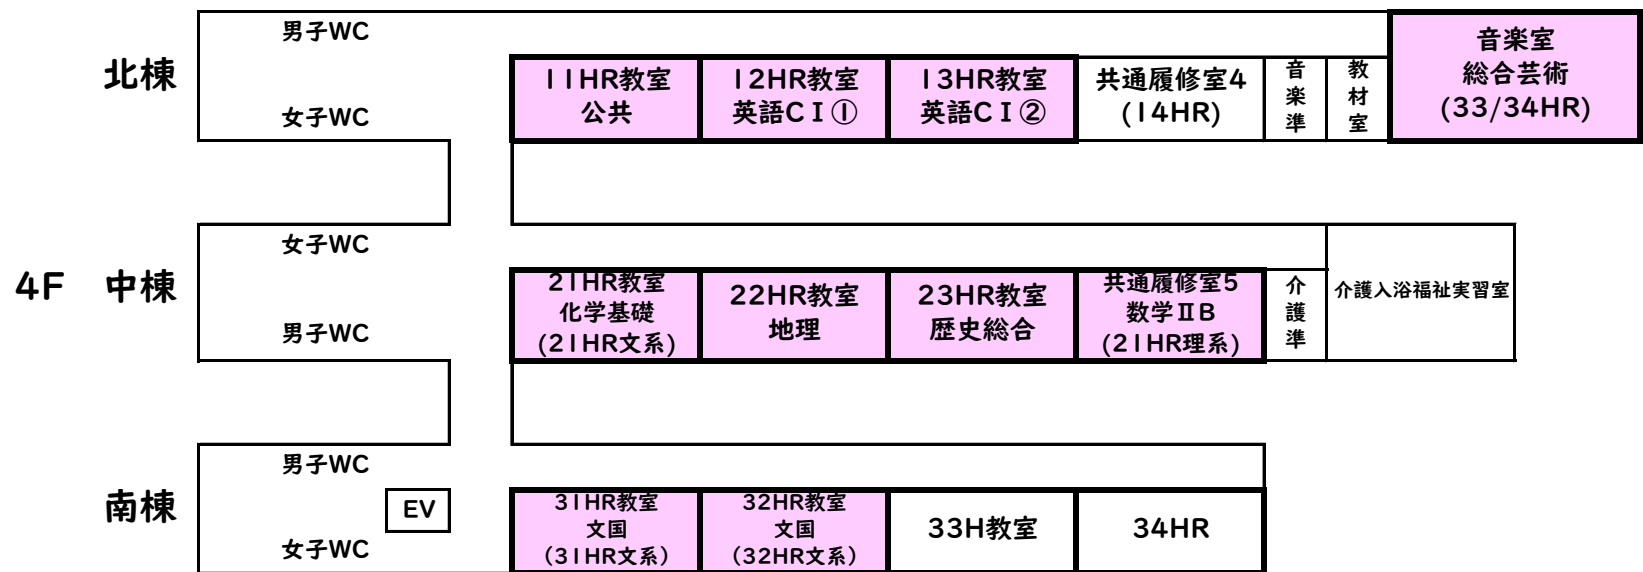 北棟
男子WC
女子WC
11HR教室
公共
12HR教室
英語CⅠ①
13HR教室
英語CⅠ②
共通履修室4
(14HR)
音楽準
教材室
音楽室
総合芸術
(33/34HR)
4F 中棟
女子WC
男子WC
21HR教室
化学基礎
(21HR文系)
22HR教室
地理
23HR教室
歴史総合
共通履修室5
数学ⅡB
(21HR理系)
介護準
介護入浴福祉実習室
南棟
男子WC
女子WC
EV
31HR教室
文国
(31HR文系)
32HR教室
文国
(32HR文系)
33H教室
34HR